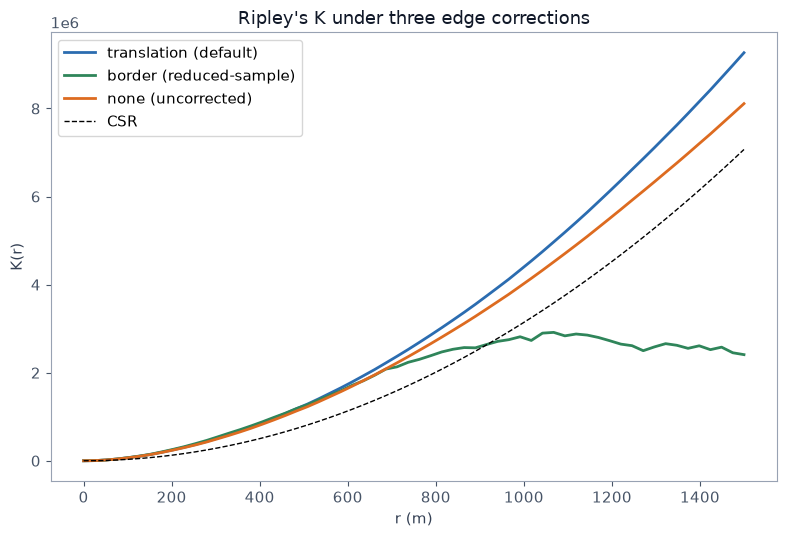 Ripley's K under three edge corrections
1e6
translation (default)
border (reduced-sample)
none (uncorrected)
CSR
8
6
4
2
0
K(r)
0 200 400 600 800 1000 1200 1400
r (m)